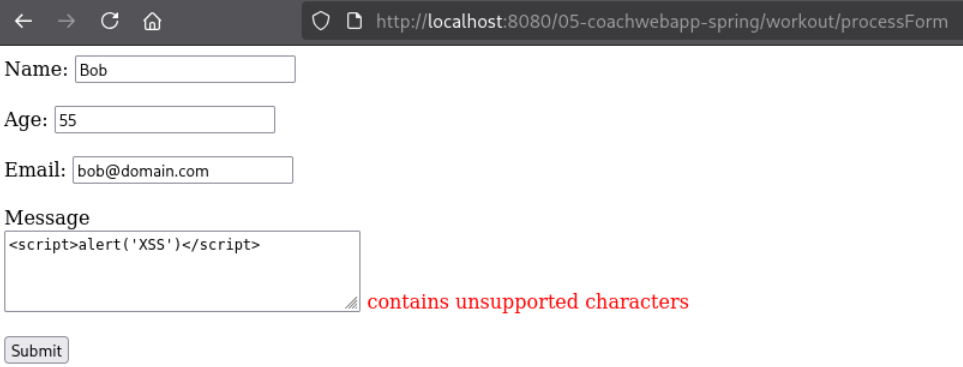 http://localhost:8080/05-coachwebapp-spring/workout/processForm
Name: Bob
Age: 55
Email: bob@domain.com
Message
<script>alert('XSS')</script>
contains unsupported characters
Submit